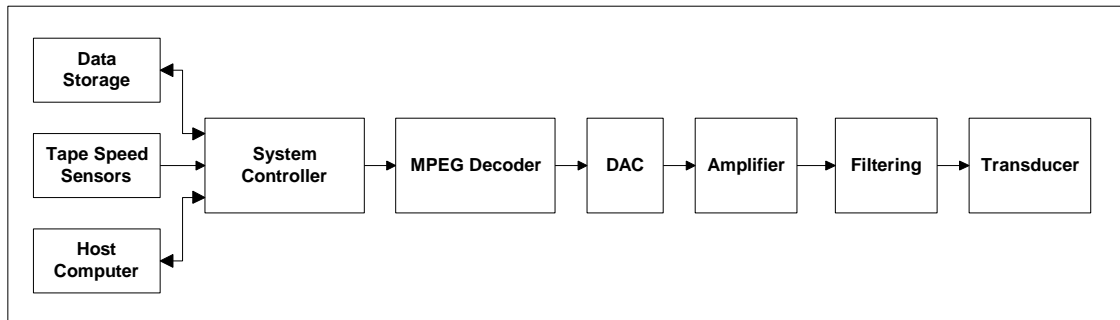 Data
Storage
Tape Speed
Sensors
Host
Computer
System
Controller
MPEG Decoder
DAC
Amplifier
Filtering
Transducer